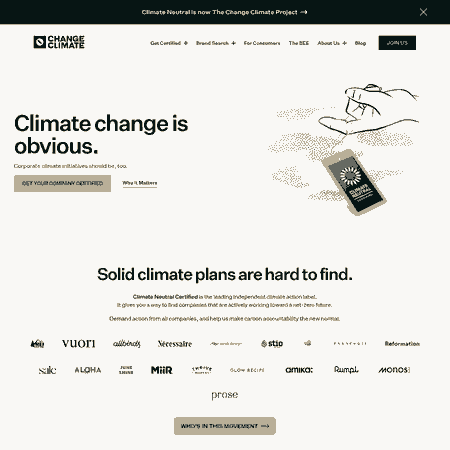 Climate Neutral is now The Change Climate Project →
CHANGE
CLIMATE
Get Certified + Brand Search + For Consumers The BEE About Us + Blog JOIN US
Climate change is
obvious.
Corporate climate initiatives should be, too.
GET YOUR COMPANY CERTIFIED Why It Matters
CLIMATE
NEUTRAL
Solid climate plans are hard to find.
Climate Neutral Certified is the leading independent climate action label.
It gives you a way to find companies that are actively working toward a net-zero future.
Demand action from all companies, and help us make carbon accountability the new normal.
REI vuori allbirds Nécessaire stio Reformation
saie ALOHA JUNE SHINE MiiR THRIVE GLOW RECIPE amika: Rumpl MONOS
prose
WHO'S IN THIS MOVEMENT →